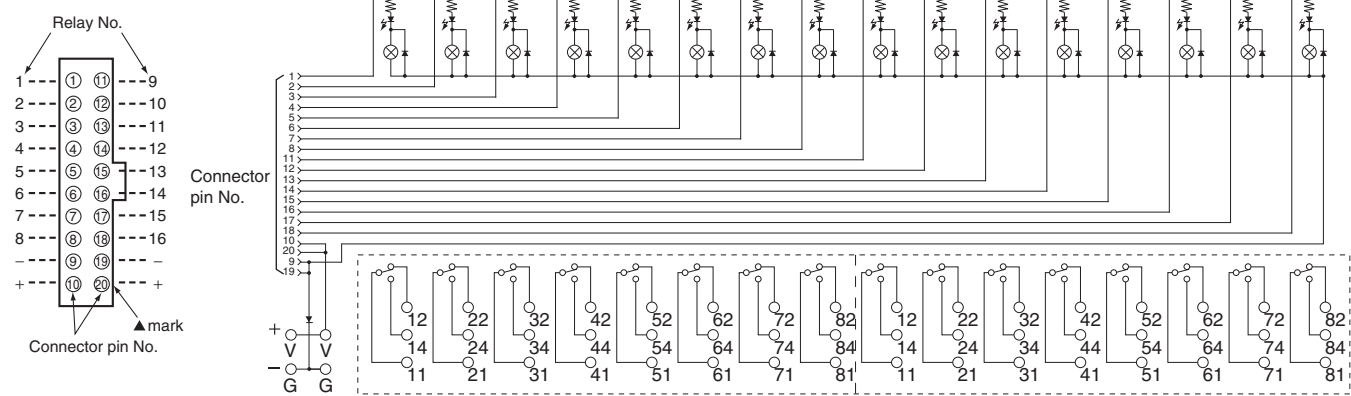 Relay No.
1 ① ⑪ 9
2 ② ⑫ 10
3 ③ ⑬ 11
4 ④ ⑭ 12
5 ⑤ ⑮ 13
6 ⑥ ⑯ 14
7 ⑦ ⑰ 15
8 ⑧ ⑱ 16
− ⑨ ⑲ −
+ ⑩ ⑳ +
▲mark
Connector pin No.
Connector
pin No.
1
2
3
4
5
6
7
8
11
12
13
14
15
16
17
18
10
20
9
19
+ V V
− G G
12 22 32 42 52 62 72 82 12 22 32 42 52 62 72 82
14 24 34 44 54 64 74 84 14 24 34 44 54 64 74 84
11 21 31 41 51 61 71 81 11 21 31 41 51 61 71 81